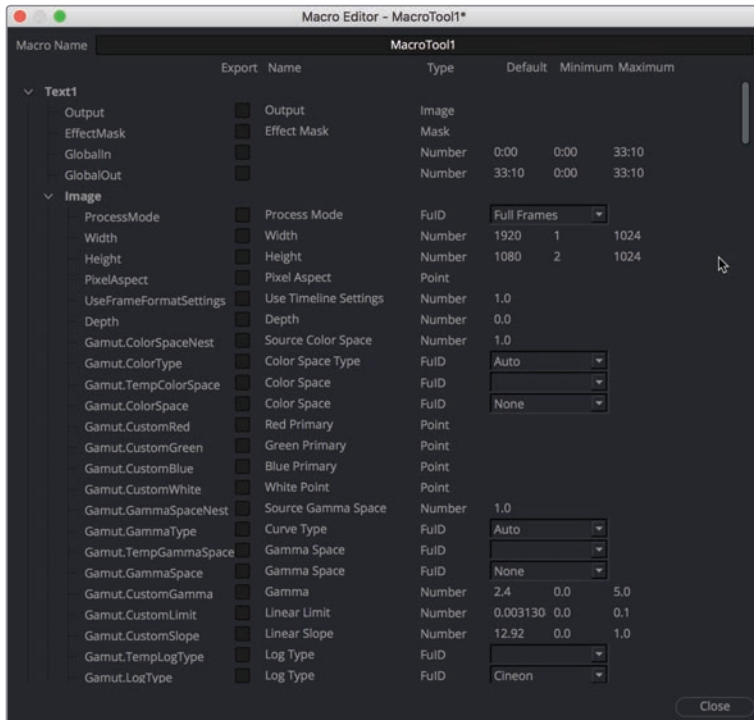 Macro Editor - MacroTool1*
Macro Name MacroTool1
Export Name Type Default Minimum Maximum
Text1
Output Output Image
EffectMask Effect Mask Mask
GlobalIn Number 0:00 0:00 33:10
GlobalOut Number 33:10 0:00 33:10
Image
ProcessMode Process Mode FuID Full Frames
Width Width Number 1920 1 1024
Height Height Number 1080 2 1024
PixelAspect Pixel Aspect Point
UseFrameFormatSettings Use Timeline Settings Number 1.0
Depth Depth Number 0.0
Gamut.ColorSpaceNest Source Color Space Number 1.0
Gamut.ColorType Color Space Type FuID Auto
Gamut.TempColorSpace Color Space FuID
Gamut.ColorSpace Color Space FuID None
Gamut.CustomRed Red Primary Point
Gamut.CustomGreen Green Primary Point
Gamut.CustomBlue Blue Primary Point
Gamut.CustomWhite White Point Point
Gamut.GammaSpaceNest Source Gamma Space Number 1.0
Gamut.GammaType Curve Type FuID Auto
Gamut.TempGammaSpace Gamma Space FuID
Gamut.GammaSpace Gamma Space FuID None
Gamut.CustomGamma Gamma Number 2.4 0.0 5.0
Gamut.CustomLimit Linear Limit Number 0.003130 0.0 0.1
Gamut.CustomSlope Linear Slope Number 12.92 0.0 1.0
Gamut.TempLogType Log Type FuID
Gamut.LogType Log Type FuID Cineon
Close